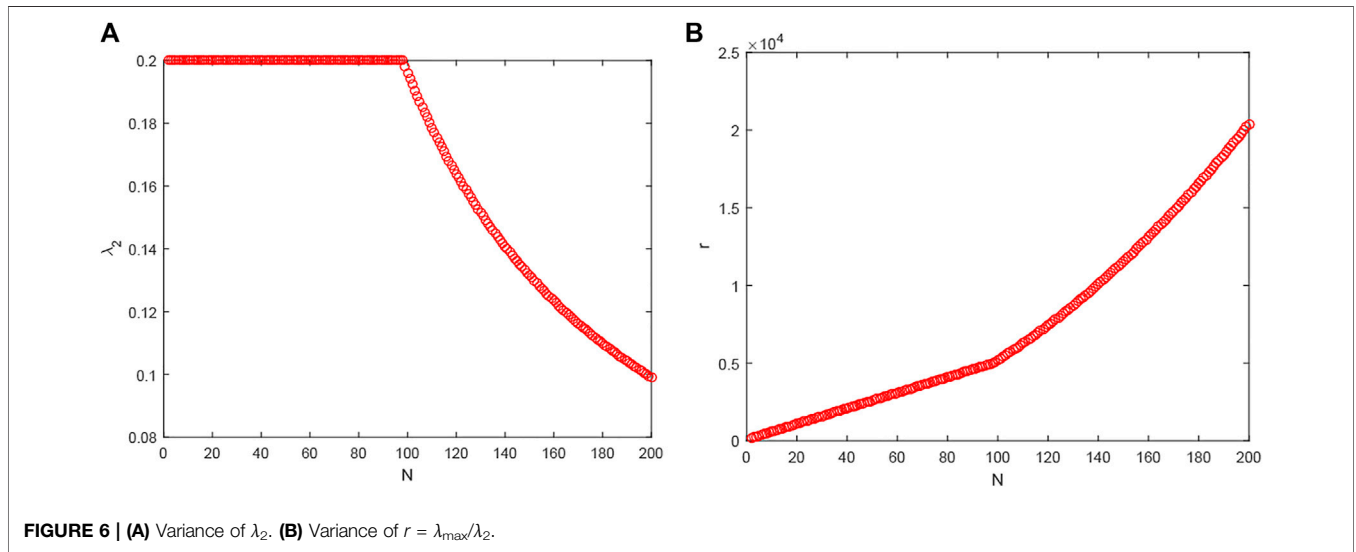 A
0.2
0.18
0.16
0.14
0.12
0.1
0.08
λ₂
0 20 40 60 80 100 120 140 160 180 200
N
B
×10⁴
2.5
2
1.5
1
0.5
0
r
0 20 40 60 80 100 120 140 160 180 200
N
FIGURE 6 | (A) Variance of λ₂. (B) Variance of r = λmax/λ₂.